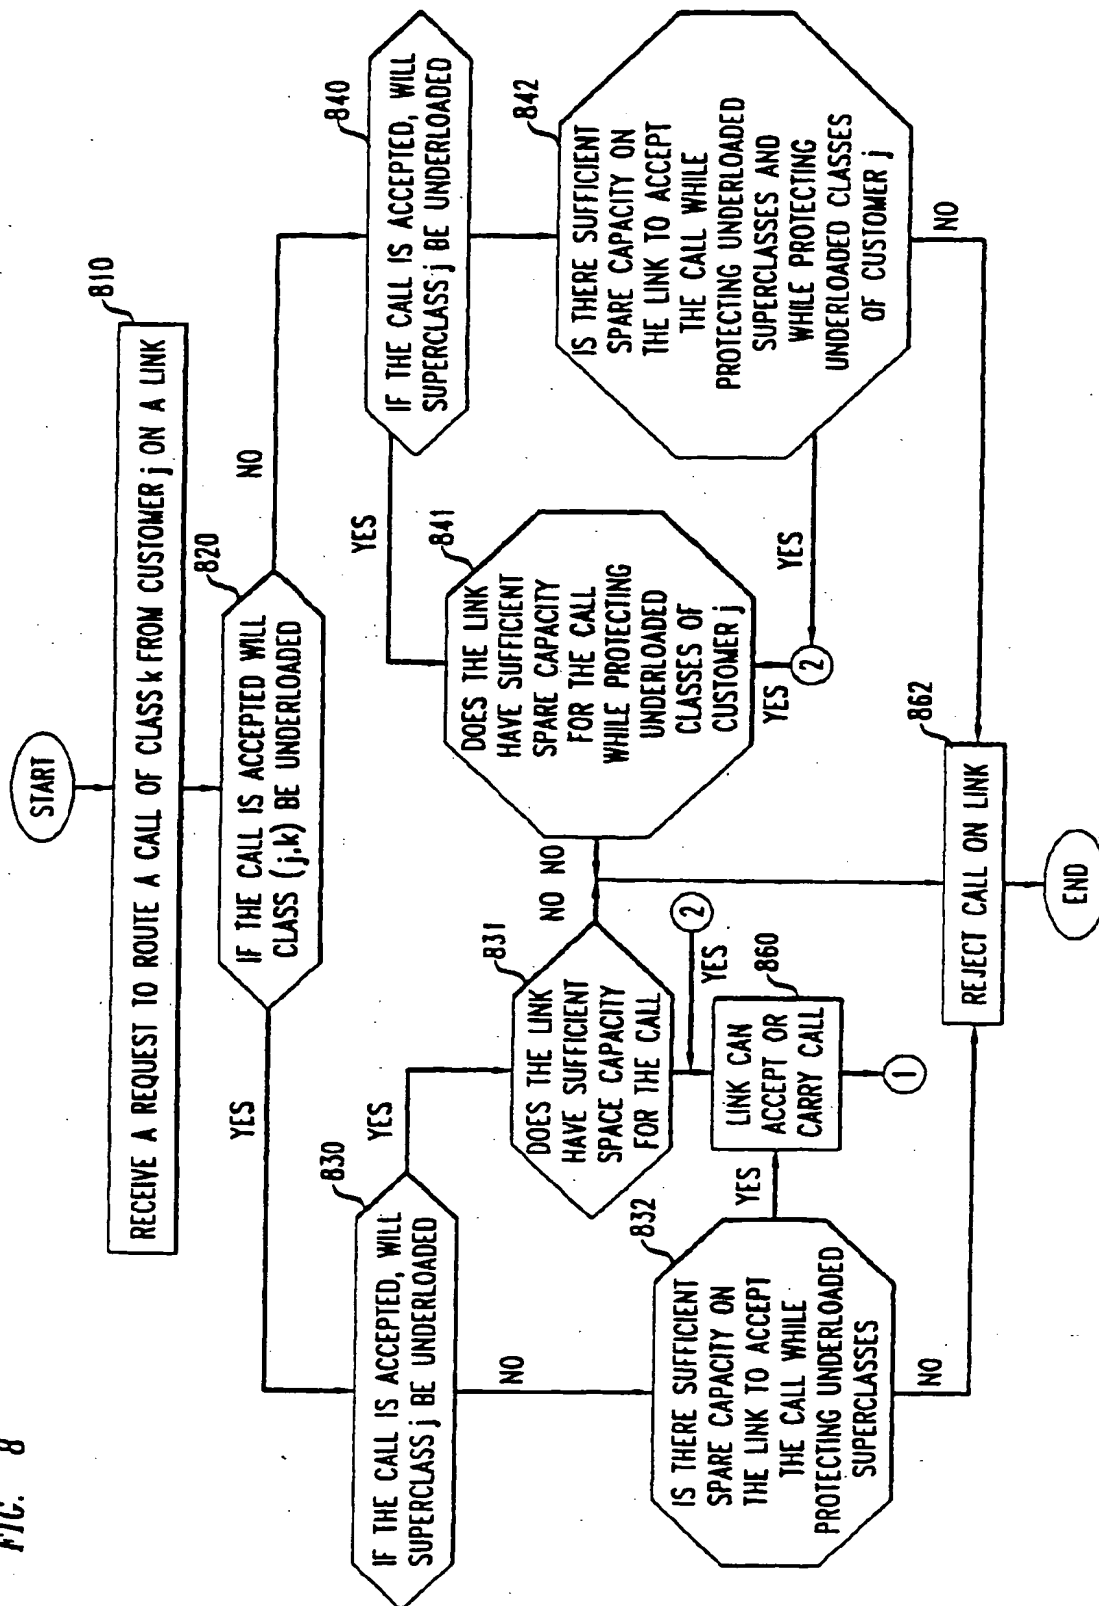 FIG. 8
START
810
RECEIVE A REQUEST TO ROUTE A CALL OF CLASS k FROM CUSTOMER j ON A LINK
820
IF THE CALL IS ACCEPTED WILL
CLASS (j,k) BE UNDERLOADED
YES
NO
830
IF THE CALL IS ACCEPTED, WILL
SUPERCLASS j BE UNDERLOADED
YES
NO
840
IF THE CALL IS ACCEPTED, WILL
SUPERCLASS j BE UNDERLOADED
YES
831
DOES THE LINK
HAVE SUFFICIENT
SPACE CAPACITY
FOR THE CALL
NO
841
DOES THE LINK
HAVE SUFFICIENT
SPARE CAPACITY
FOR THE CALL
WHILE PROTECTING
UNDERLOADED
CLASSES OF
CUSTOMER j
NO
YES
2
842
IS THERE SUFFICIENT
SPARE CAPACITY ON
THE LINK TO ACCEPT
THE CALL WHILE
PROTECTING UNDERLOADED
SUPERCLASSES AND
WHILE PROTECTING
UNDERLOADED CLASSES
OF CUSTOMER j
YES
NO
832
IS THERE SUFFICIENT
SPARE CAPACITY ON
THE LINK TO ACCEPT
THE CALL WHILE
PROTECTING UNDERLOADED
SUPERCLASSES
YES
NO
2
YES
860
LINK CAN
ACCEPT OR
CARRY CALL
1
862
REJECT CALL ON LINK
END